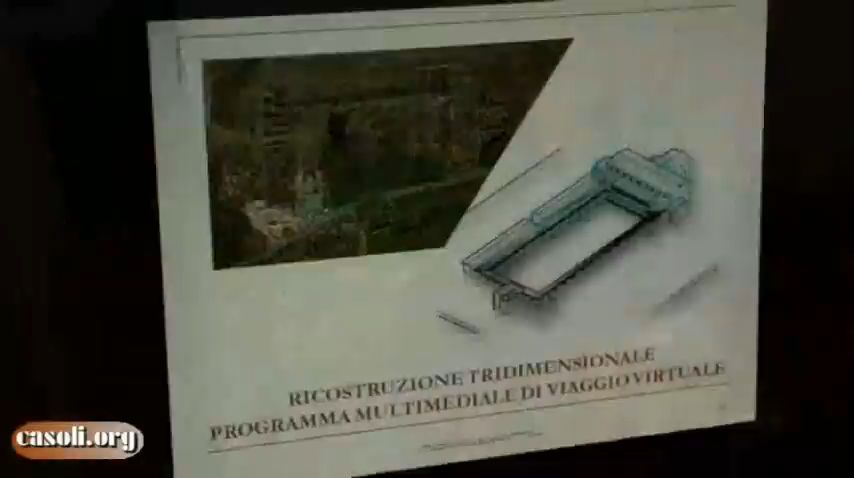 RICOSTRUZIONE TRIDIMENSIONALE
PROGRAMMA MULTIMEDIALE DI VIAGGIO VIRTUALE
casoli.org